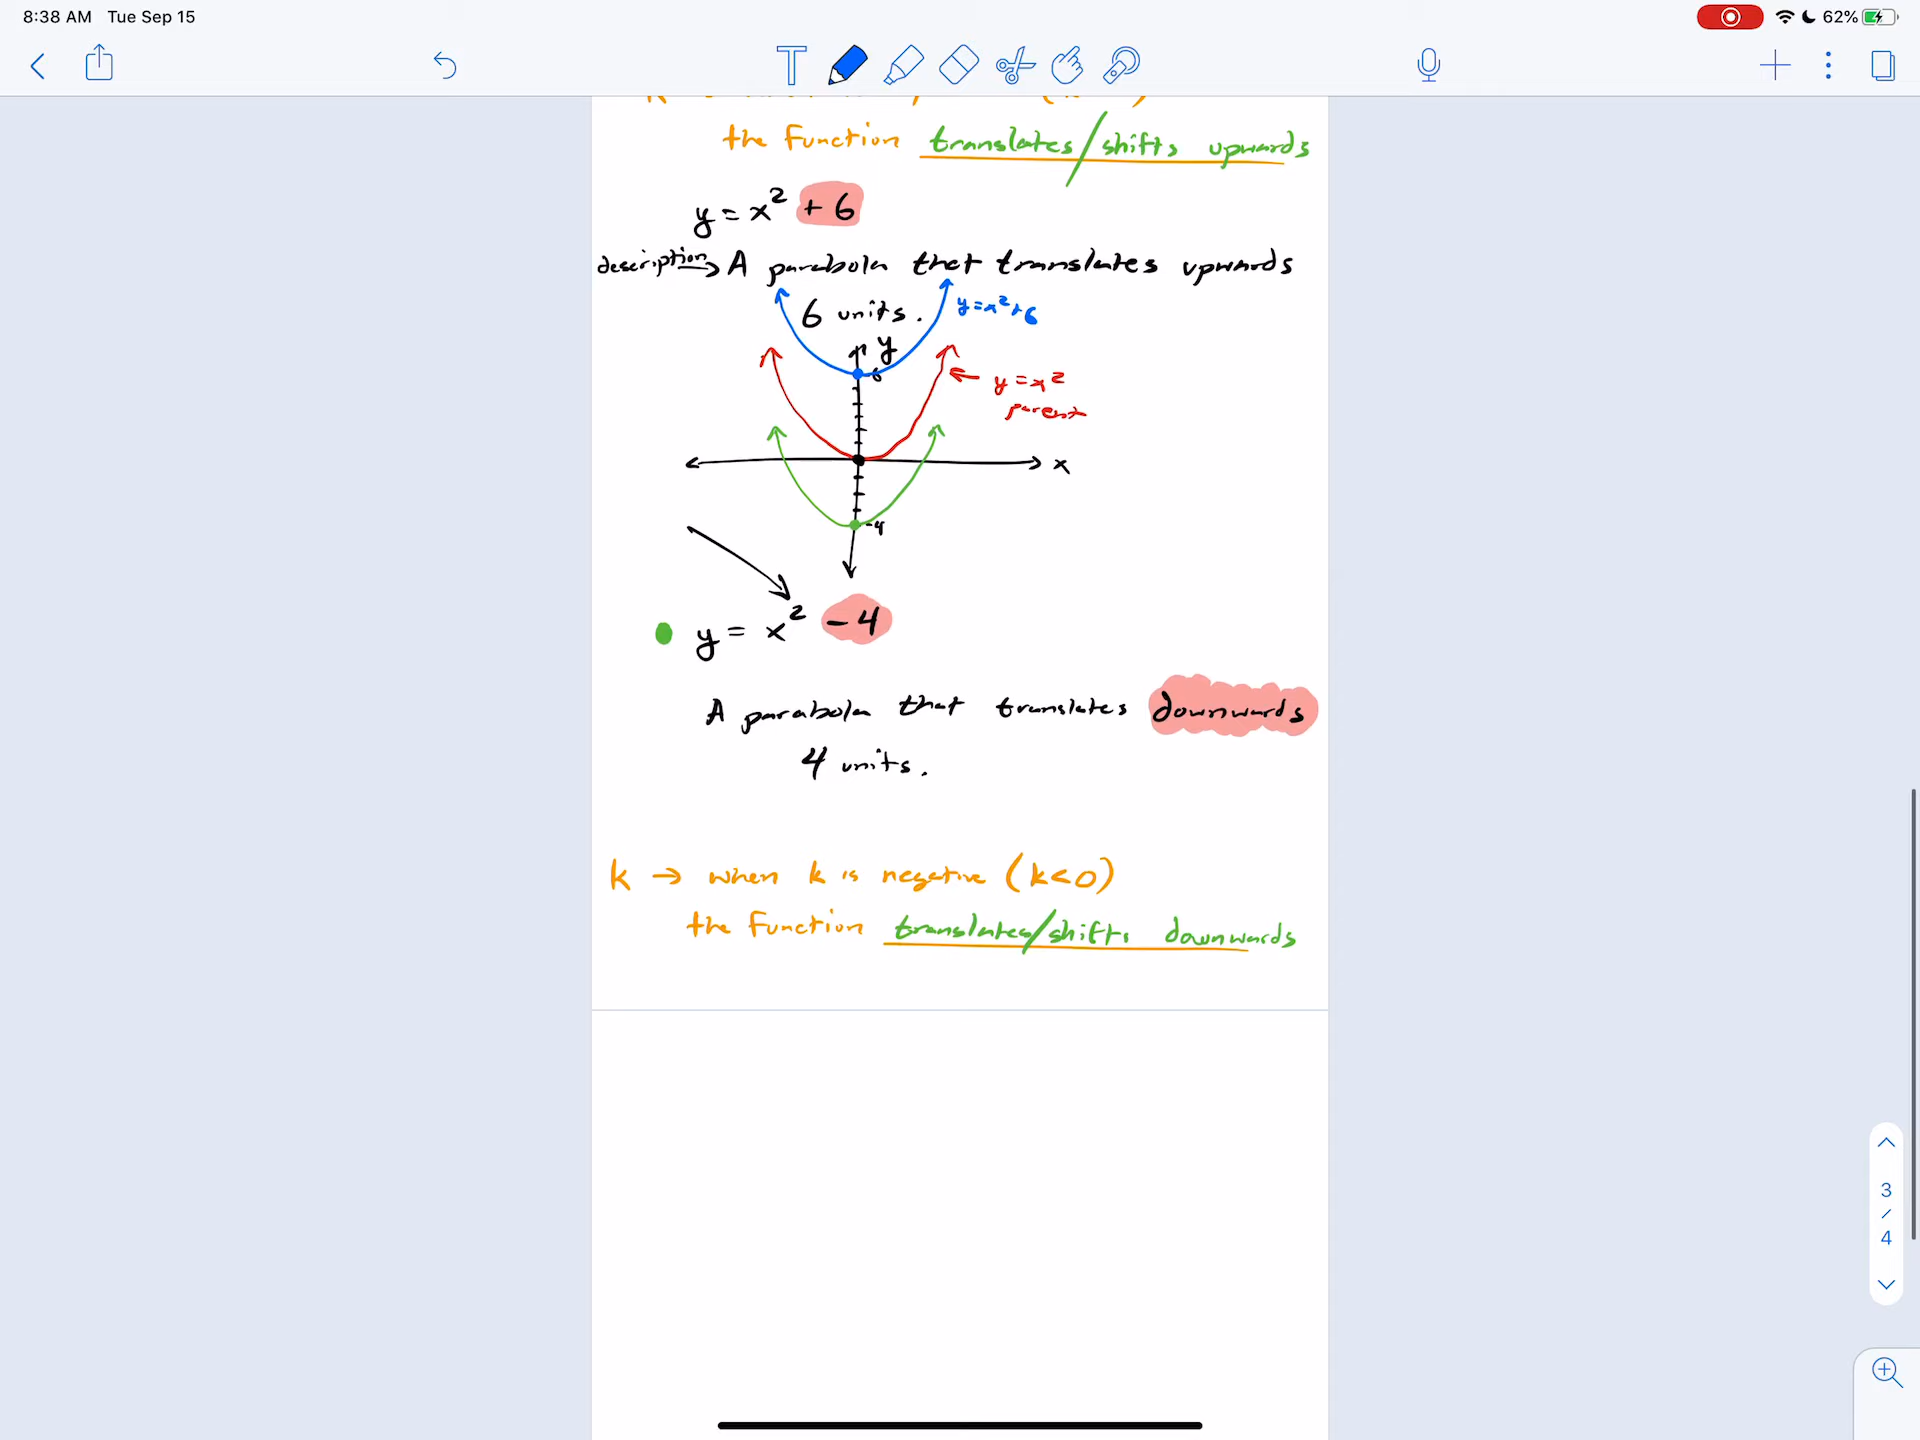 8:38 AM Tue Sep 15
62%
the function translates/shifts upwards
y = x² + 6
description → A parabola that translates upwards
6 units.
y = x² + 6
y
6
y = x²
parent
x
-4
y = x² - 4
A parabola that translates downwards
4 units.
k → when k is negative (k<0)
the function translates/shifts downwards
3
/
4